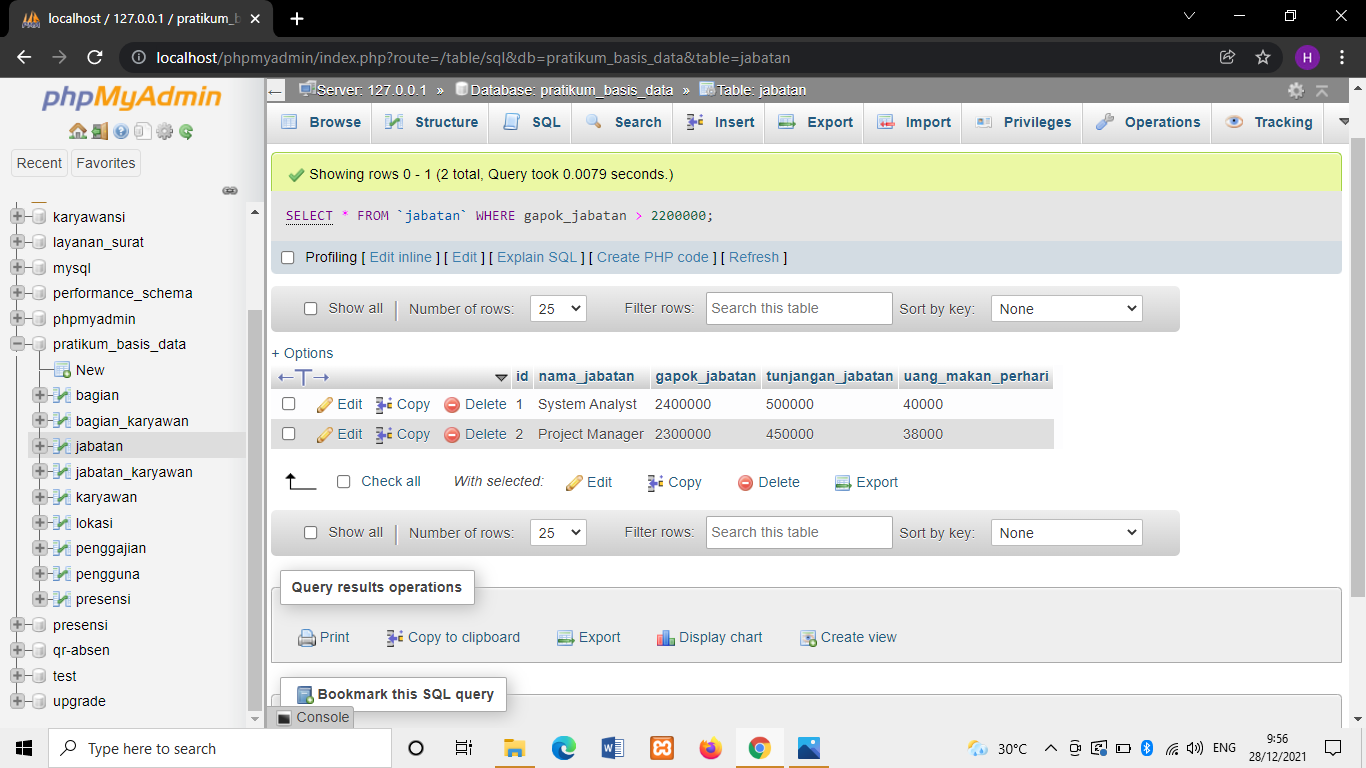 localhost / 127.0.0.1 / pratikum_b
localhost/phpmyadmin/index.php?route=/table/sql&db=pratikum_basis_data&table=jabatan
H
phpMyAdmin
Recent Favorites
karyawansi
layanan_surat
mysql
performance_schema
phpmyadmin
pratikum_basis_data
New
bagian
bagian_karyawan
jabatan
jabatan_karyawan
karyawan
lokasi
penggajian
pengguna
presensi
presensi
qr-absen
test
upgrade
Server: 127.0.0.1 » Database: pratikum_basis_data » Table: jabatan
Browse Structure SQL Search Insert Export Import Privileges Operations Tracking
Showing rows 0 - 1 (2 total, Query took 0.0079 seconds.)
SELECT * FROM `jabatan` WHERE gapok_jabatan > 2200000;
Profiling [ Edit inline ] [ Edit ] [ Explain SQL ] [ Create PHP code ] [ Refresh ]
Show all Number of rows: 25 Filter rows: Search this table Sort by key: None
+ Options
id nama_jabatan gapok_jabatan tunjangan_jabatan uang_makan_perhari
Edit Copy Delete 1 System Analyst 2400000 500000 40000
Edit Copy Delete 2 Project Manager 2300000 450000 38000
Check all With selected: Edit Copy Delete Export
Show all Number of rows: 25 Filter rows: Search this table Sort by key: None
Query results operations
Print Copy to clipboard Export Display chart Create view
Bookmark this SQL query
Console
Type here to search
30°C
ENG
9:56
28/12/2021